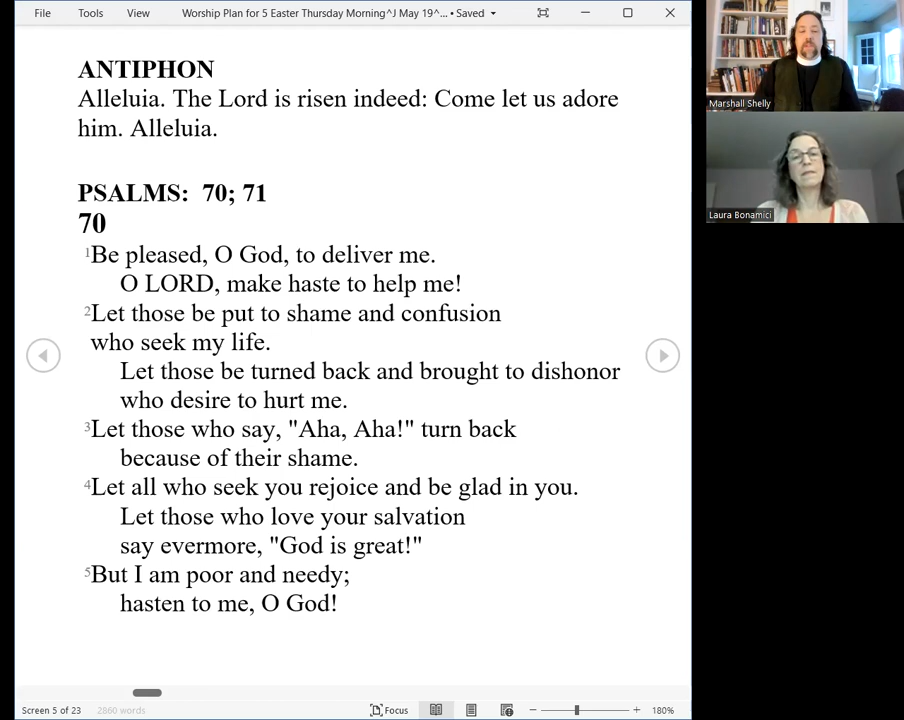 File Tools View Worship Plan for 5 Easter Thursday Morning^J May 19^... • Saved
ANTIPHON
Alleluia. The Lord is risen indeed: Come let us adore
him. Alleluia.
PSALMS: 70; 71
70
1Be pleased, O God, to deliver me.
O LORD, make haste to help me!
2Let those be put to shame and confusion
who seek my life.
Let those be turned back and brought to dishonor
who desire to hurt me.
3Let those who say, "Aha, Aha!" turn back
because of their shame.
4Let all who seek you rejoice and be glad in you.
Let those who love your salvation
say evermore, "God is great!"
5But I am poor and needy;
hasten to me, O God!
Screen 5 of 23 2860 words Focus 180%
Marshall Shelly
Laura Bonamici